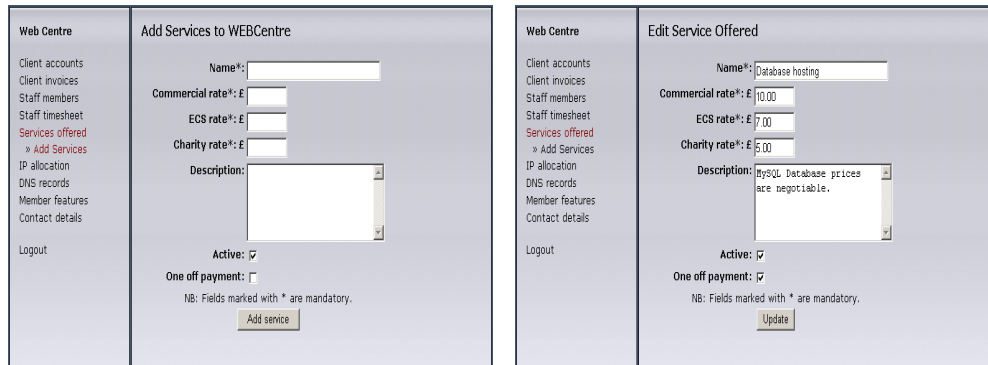 Web Centre
Client accounts
Client invoices
Staff members
Staff timesheet
Services offered
» Add Services
IP allocation
DNS records
Member features
Contact details
Logout
Add Services to WEBCentre
Name*:
Commercial rate*: £
ECS rate*: £
Charity rate*: £
Description:
Active:
One off payment:
NB: Fields marked with * are mandatory.
Add service
Web Centre
Client accounts
Client invoices
Staff members
Staff timesheet
Services offered
» Add Services
IP allocation
DNS records
Member features
Contact details
Logout
Edit Service Offered
Name*: Database hosting
Commercial rate*: £ 10.00
ECS rate*: £ 7.00
Charity rate*: £ 5.00
Description: MySQL Database prices
are negotiable.
Active:
One off payment:
NB: Fields marked with * are mandatory.
Update